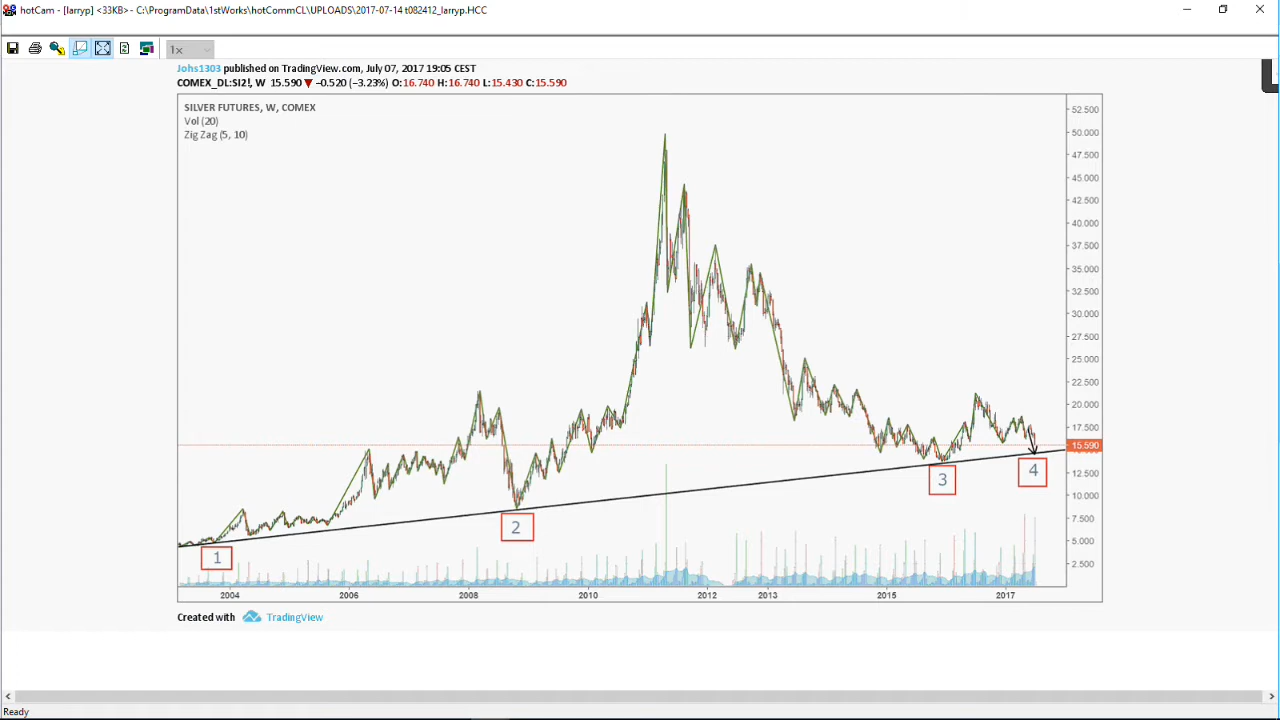 hotCam - [larryp] <33KB> - C:\ProgramData\1stWorks\hotCommCL\UPLOADS\2017-07-14 t082412_larryp.HCC
1x
Johs1303 published on TradingView.com, July 07, 2017 19:05 CEST
COMEX_DL:SI2!, W 15.590 ▼ −0.520 (−3.23%) O:16.740 H:16.740 L:15.430 C:15.590
SILVER FUTURES, W, COMEX
Vol (20)
Zig Zag (5, 10)
52.500
50.000
47.500
45.000
42.500
40.000
37.500
35.000
32.500
30.000
27.500
25.000
22.500
20.000
17.500
15.590
12.500
10.000
7.500
5.000
2.500
1
2
3
4
2004 2006 2008 2010 2012 2013 2015 2017
Created with TradingView
Ready